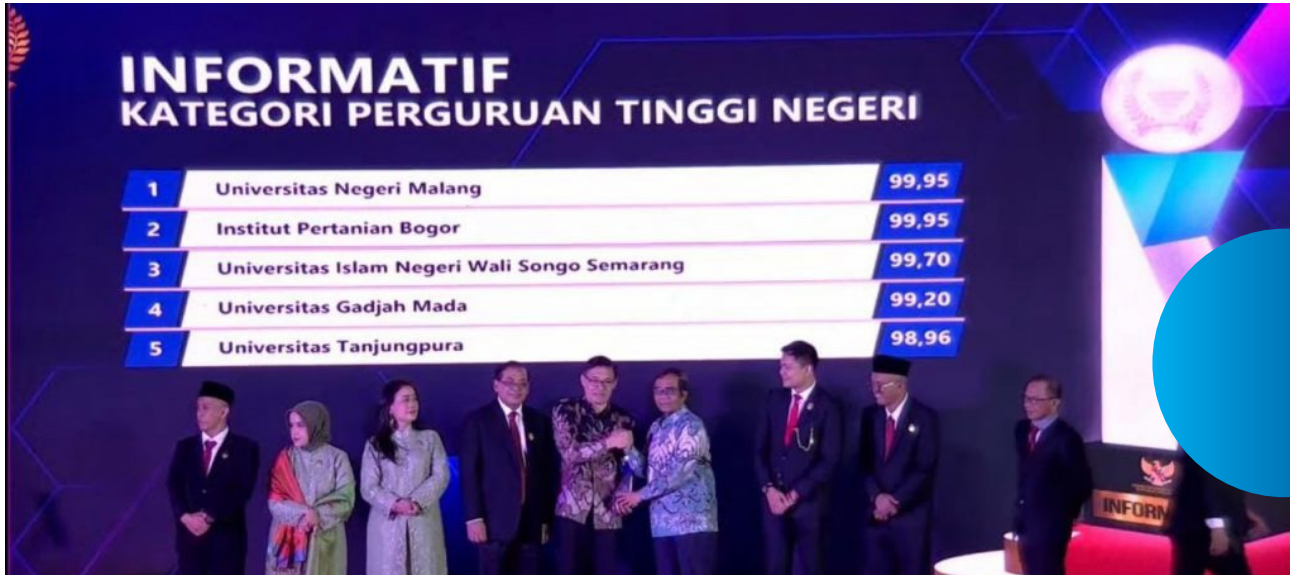 INFORMATIF
KATEGORI PERGURUAN TINGGI NEGERI
1 Universitas Negeri Malang 99,95
2 Institut Pertanian Bogor 99,95
3 Universitas Islam Negeri Wali Songo Semarang 99,70
4 Universitas Gadjah Mada 99,20
5 Universitas Tanjungpura 98,96
INFORM